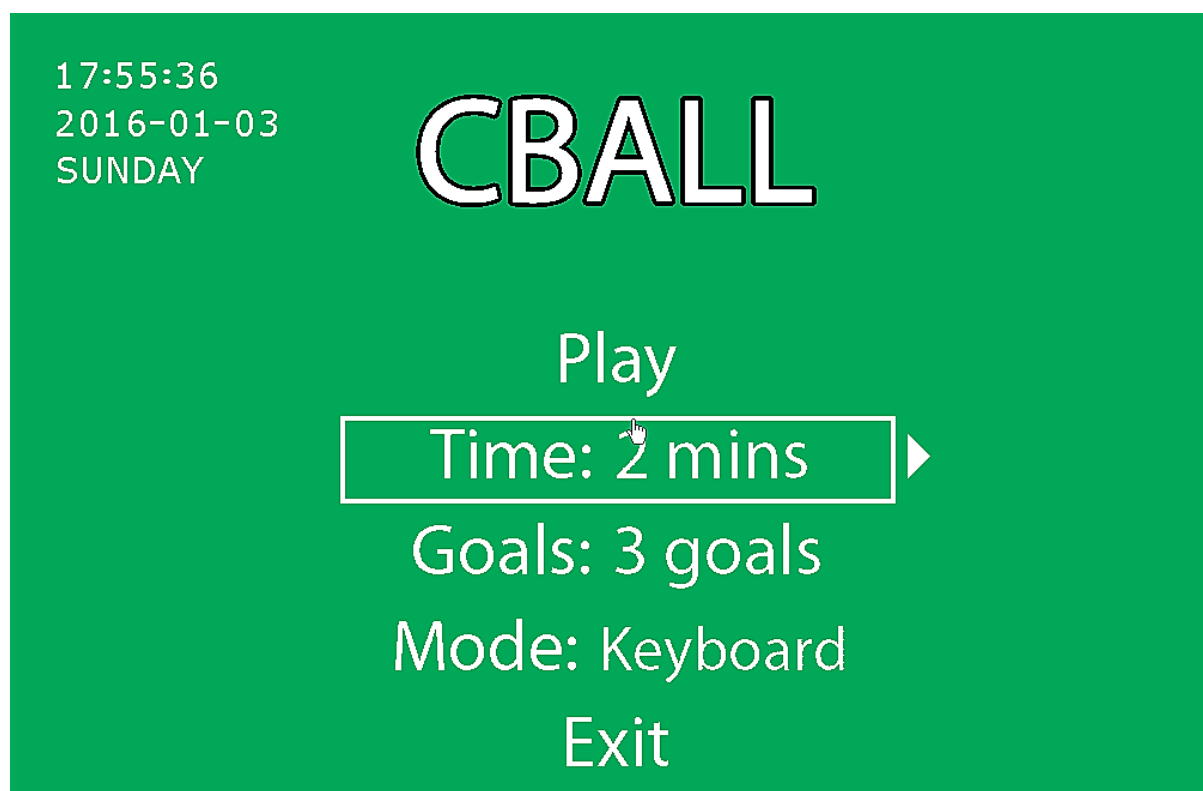 17:55:36
2016-01-03
SUNDAY
CBALL
Play
Time: 2 mins
Goals: 3 goals
Mode: Keyboard
Exit